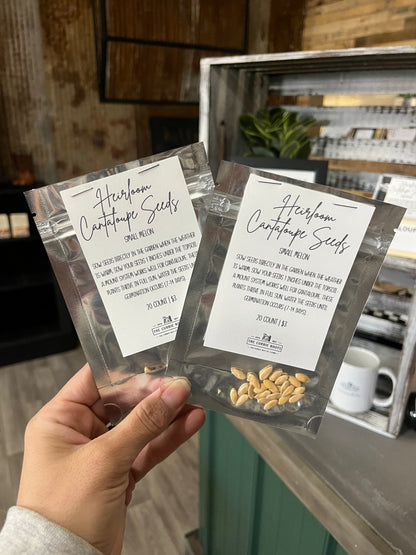 Heirloom
Cantaloupe Seeds
SMALL MELON
SOW SEEDS DIRECTLY IN THE GARDEN WHEN THE WEATHER
IS WARM. SOW YOUR SEEDS 1 INCHES UNDER THE TOPSOIL.
A MOUND SYSTEM WORKS WELL FOR CANTALOUPE. THESE
PLANTS THRIVE IN FULL SUN. WATER THE SEEDS UNTIL
GERMINATION OCCURS (7-14 DAYS).
20 COUNT | $3
Heirloom
Cantaloupe Seeds
SMALL MELON
SOW SEEDS DIRECTLY IN THE GARDEN WHEN THE WEATHER
IS WARM. SOW YOUR SEEDS 1 INCHES UNDER THE TOPSOIL.
A MOUND SYSTEM WORKS WELL FOR CANTALOUPE. THESE
PLANTS THRIVE IN FULL SUN. WATER THE SEEDS UNTIL
GERMINATION OCCURS (7-14 DAYS).
20 COUNT | $3